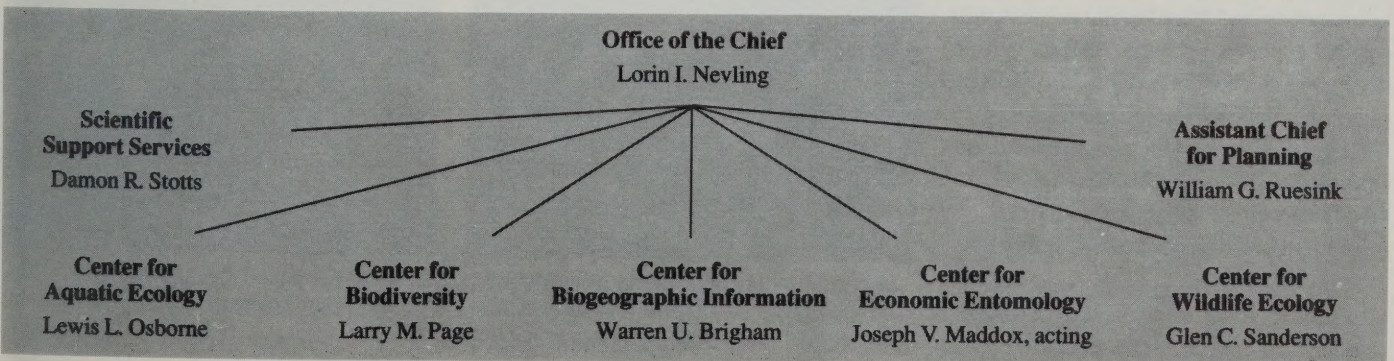 Office of the Chief
Lorin I. Nevling
Scientific
Support Services
Damon R. Stotts
Assistant Chief
for Planning
William G. Ruesink
Center for
Aquatic Ecology
Lewis L. Osborne
Center for
Biodiversity
Larry M. Page
Center for
Biogeographic Information
Warren U. Brigham
Center for
Economic Entomology
Joseph V. Maddox, acting
Center for
Wildlife Ecology
Glen C. Sanderson